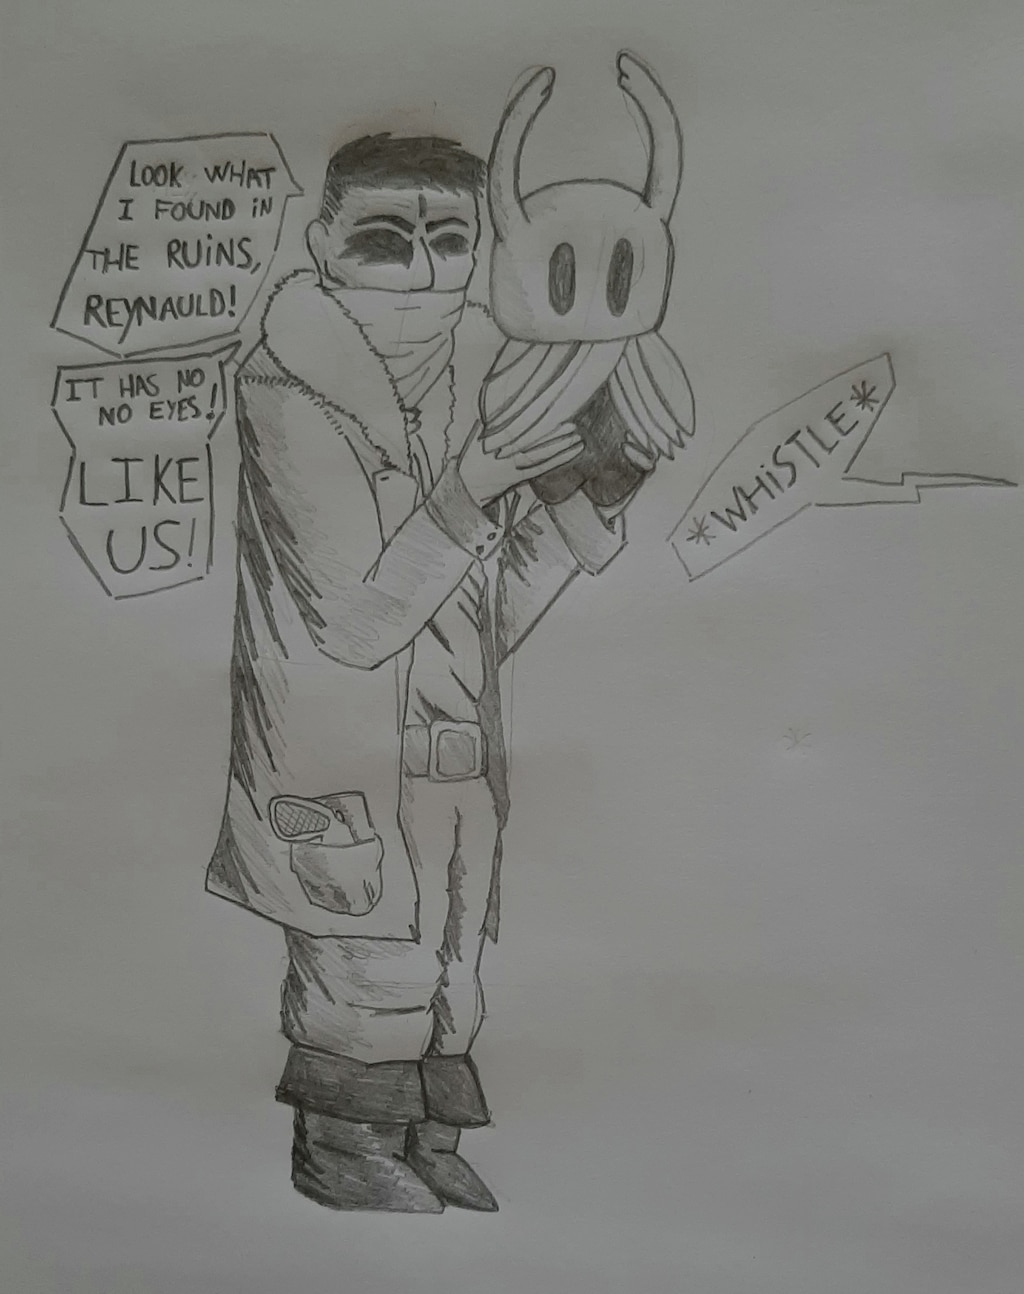 LOOK WHAT
I FOUND iN
THE RUiNS,
REYNAULD!
IT HAS NO
NO EYES!
LIKE
US!
*WHiSTLE*